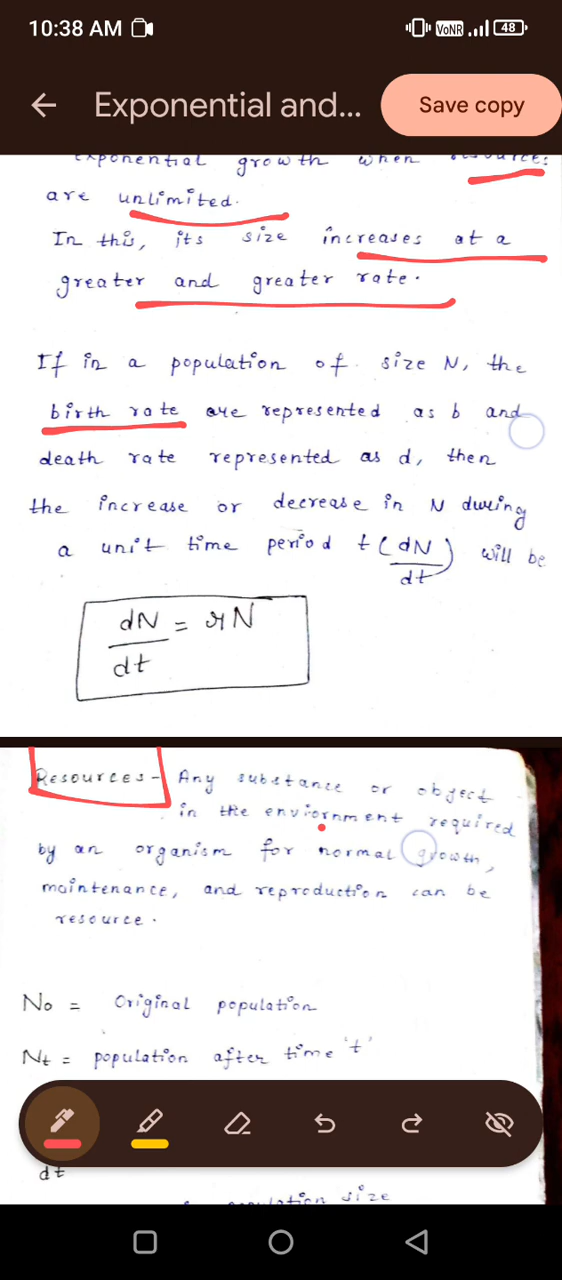 10:38 AM
VoNR 48
Exponential and...
Save copy
exponential growth when
are unlimited.
In this, its size increases at a
greater and greater rate.
If in a population of size N, the
birth rate are represented as b and
death rate represented as d, then
the increase or decrease in N during
a unit time period t (dN/dt) will be
dN/dt = rN
Resources - Any substance or object
in the enviornment required
by an organism for normal growth,
maintenance, and reproduction can be
resource.
No = Original population
Nt = population after time 't'
dt
size